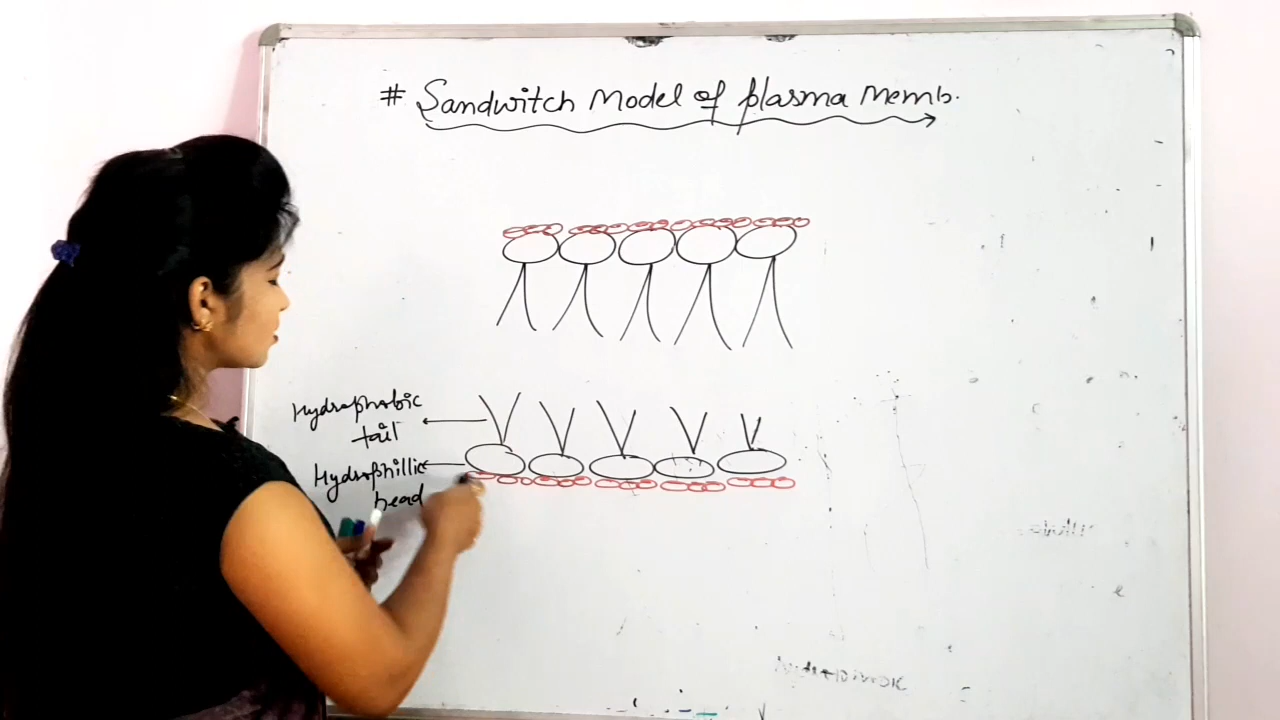 # Sandwitch Model of plasma Memb.
Hydrophobic
tail
Hydrophillic
head